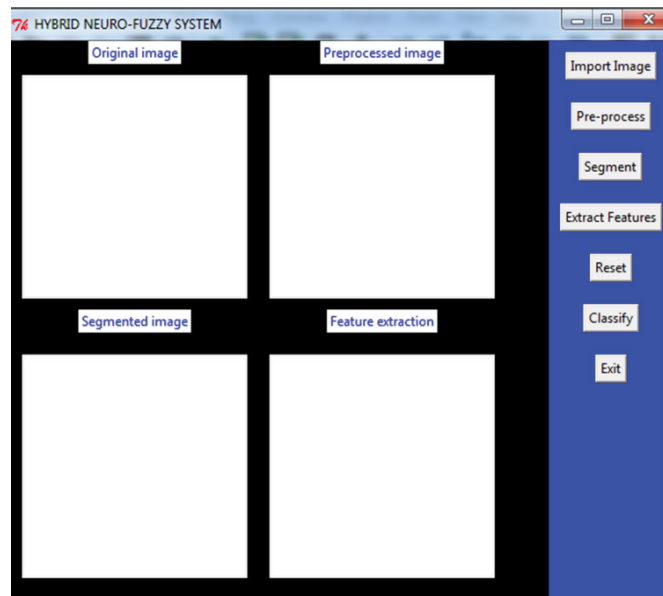 HYBRID NEURO-FUZZY SYSTEM
Original image
Preprocessed image
Segmented image
Feature extraction
Import Image
Pre-process
Segment
Extract Features
Reset
Classify
Exit